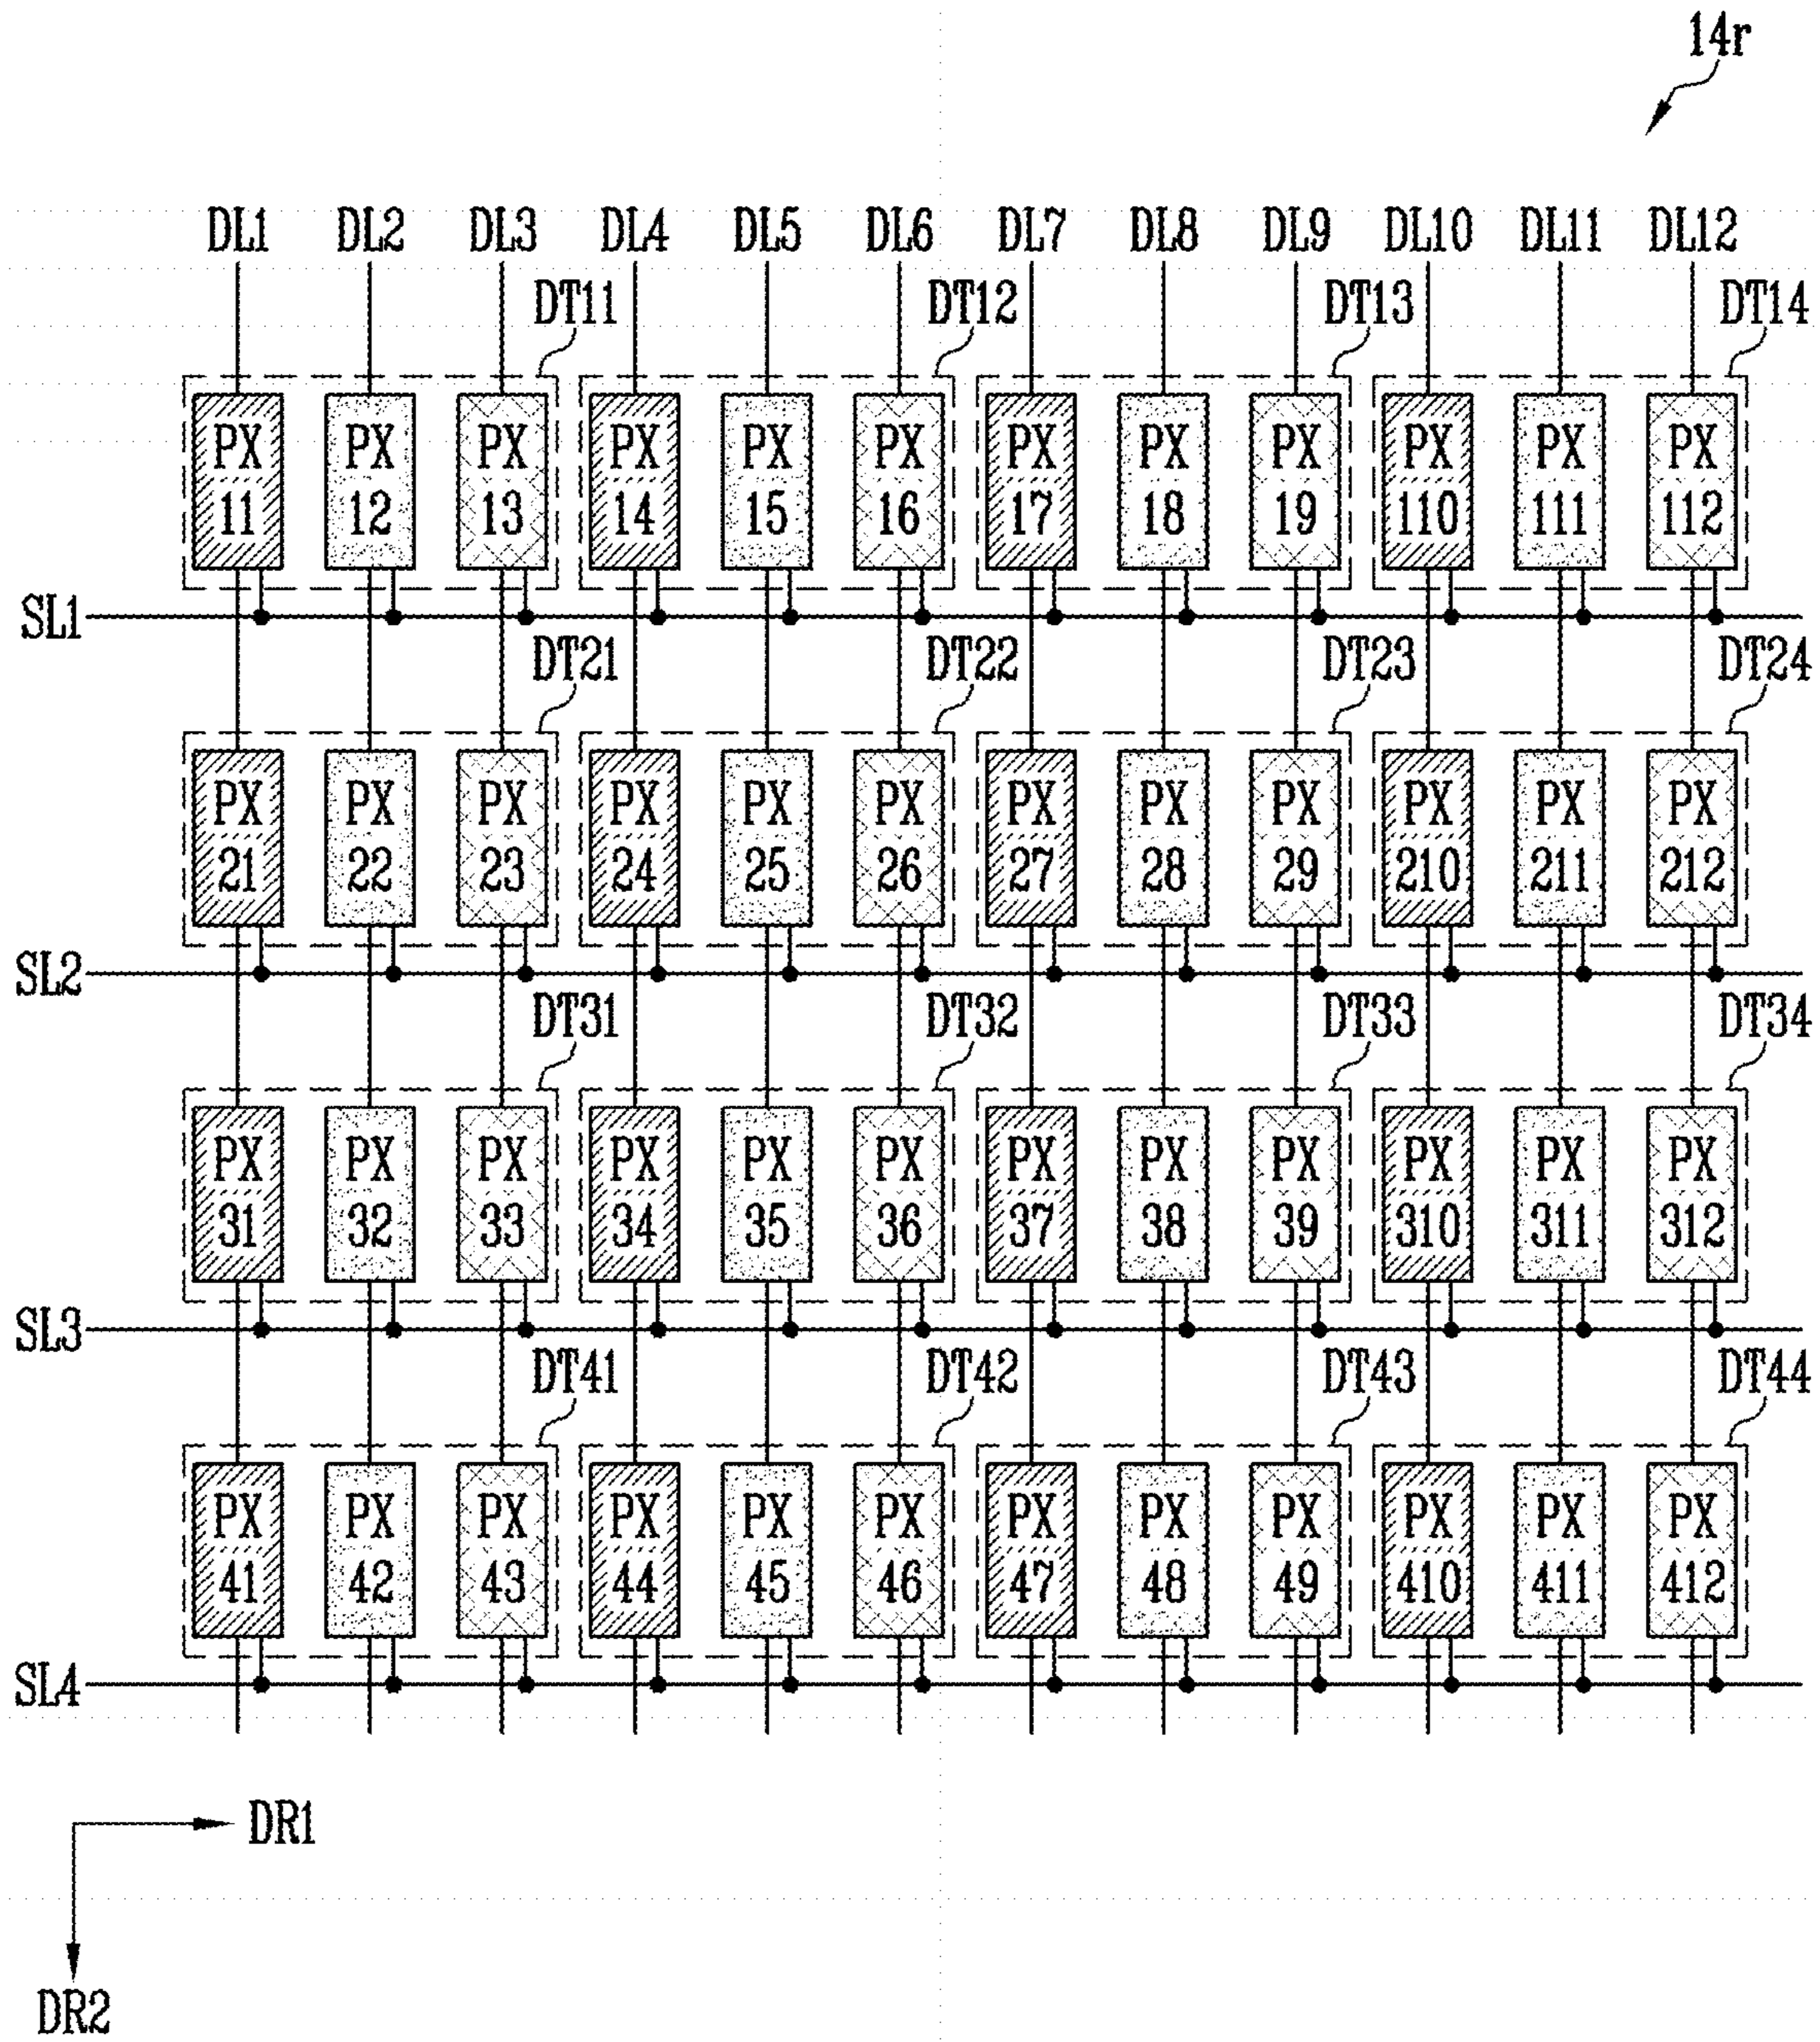 14r
DL1 DL2 DL3 DL4 DL5 DL6 DL7 DL8 DL9 DL10 DL11 DL12
DT11 DT12 DT13 DT14
PX PX PX PX PX PX PX PX PX PX PX PX
11 12 13 14 15 16 17 18 19 110 111 112
SL1
DT21 DT22 DT23 DT24
PX PX PX PX PX PX PX PX PX PX PX PX
21 22 23 24 25 26 27 28 29 210 211 212
SL2
DT31 DT32 DT33 DT34
PX PX PX PX PX PX PX PX PX PX PX PX
31 32 33 34 35 36 37 38 39 310 311 312
SL3
DT41 DT42 DT43 DT44
PX PX PX PX PX PX PX PX PX PX PX PX
41 42 43 44 45 46 47 48 49 410 411 412
SL4
DR1
DR2